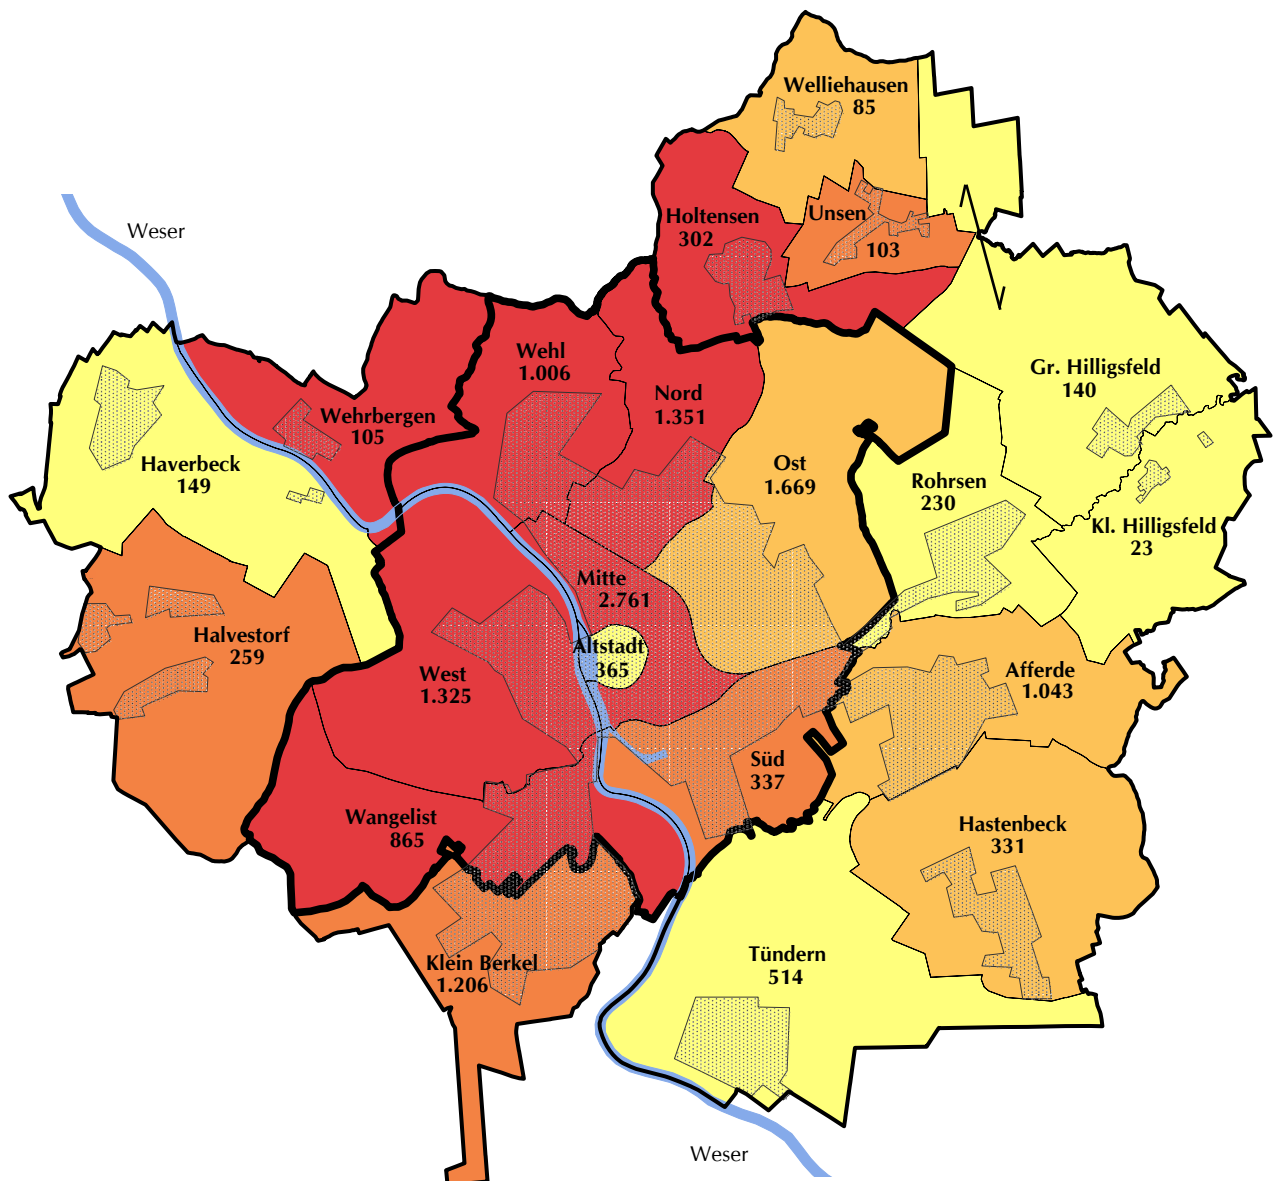 Welliehausen
85
Weser
Holtensen
302
Unsen
103
Wehl
1.006
Nord
1.351
Gr. Hilligsfeld
140
Wehrbergen
105
Haverbeck
149
Ost
1.669
Rohrsen
230
Kl. Hilligsfeld
23
Mitte
2.761
Halvestorf
259
Altstadt
365
West
1.325
Afferde
1.043
Süd
337
Wangelist
865
Hastenbeck
331
Klein Berkel
1.206
Tündern
514
Weser